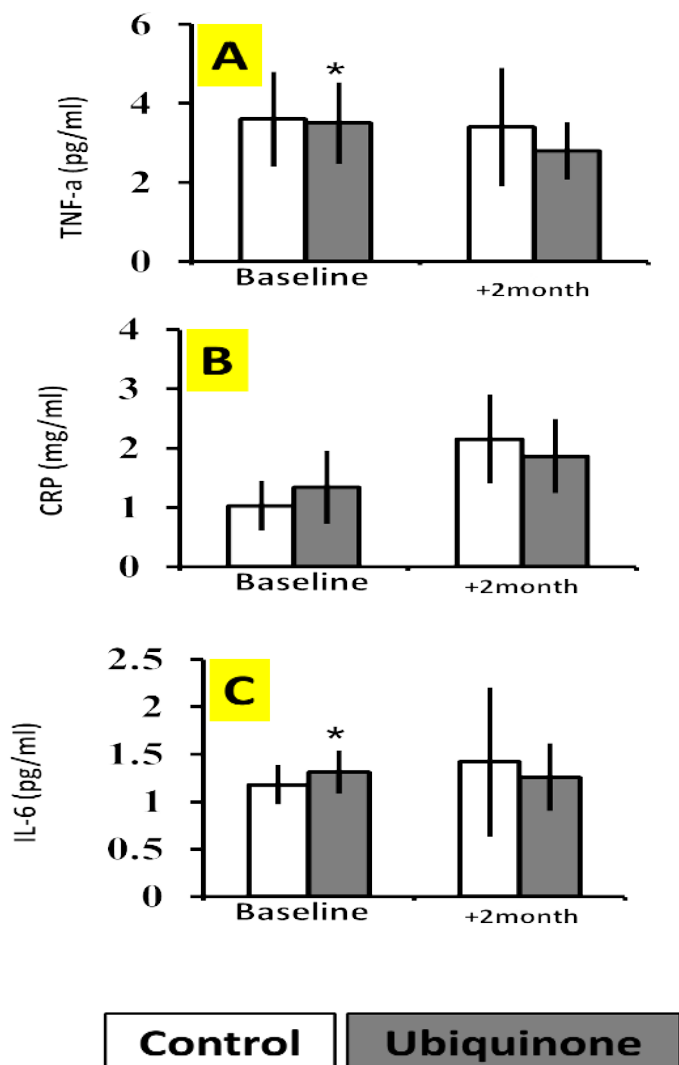 6
A
*
4
2
0
TNF-a (pg/ml)
Baseline
+2month
4
B
3
2
1
0
CRP (mg/ml)
Baseline
+2month
2.5
C
2
*
1.5
1
0.5
0
IL-6 (pg/ml)
Baseline
+2month
Control
Ubiquinone